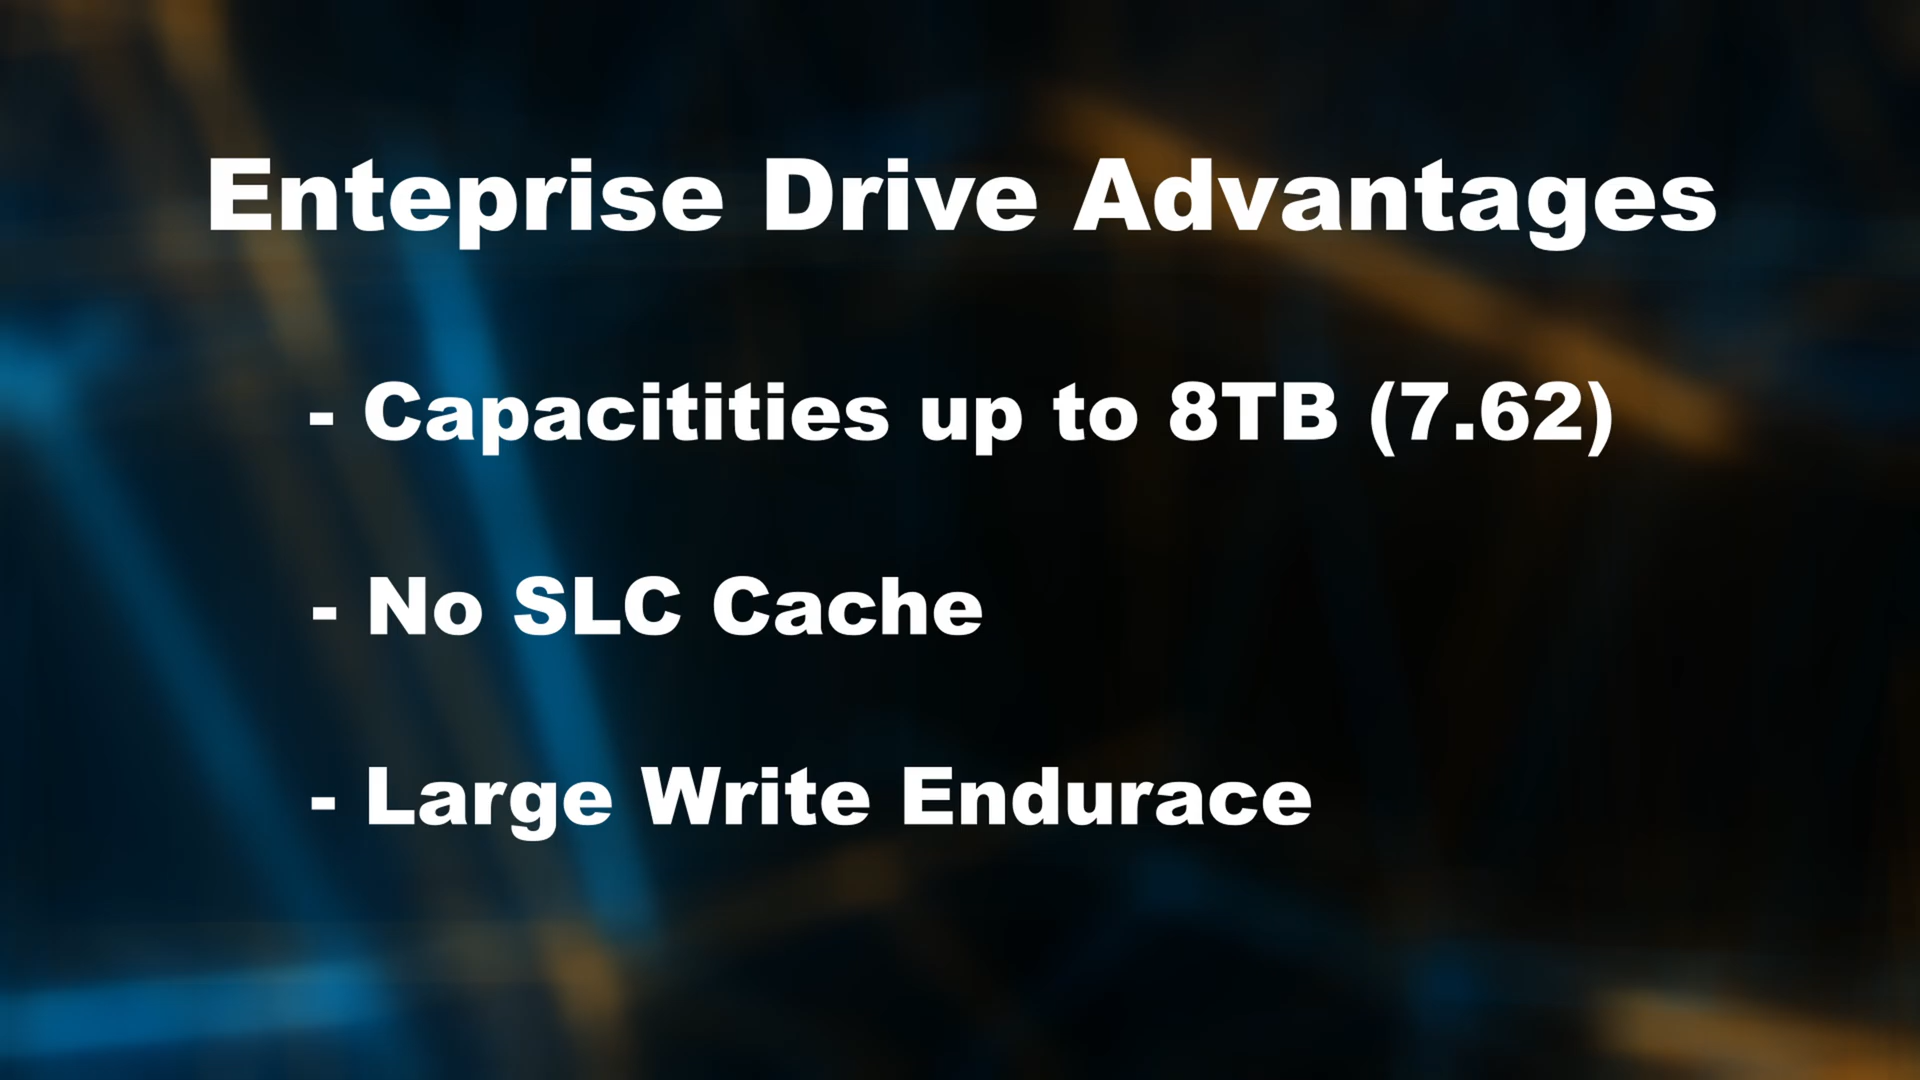 Enteprise Drive Advantages
- Capacitities up to 8TB (7.62)
- No SLC Cache
- Large Write Endurace